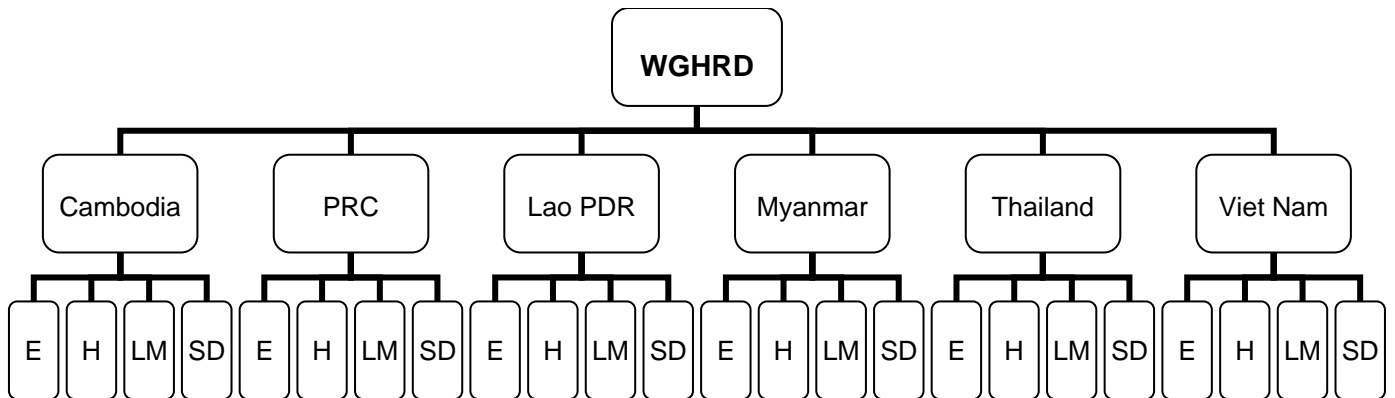 WGHRD
Cambodia PRC Lao PDR Myanmar Thailand Viet Nam
E H LM SD E H LM SD E H LM SD E H LM SD E H LM SD E H LM SD